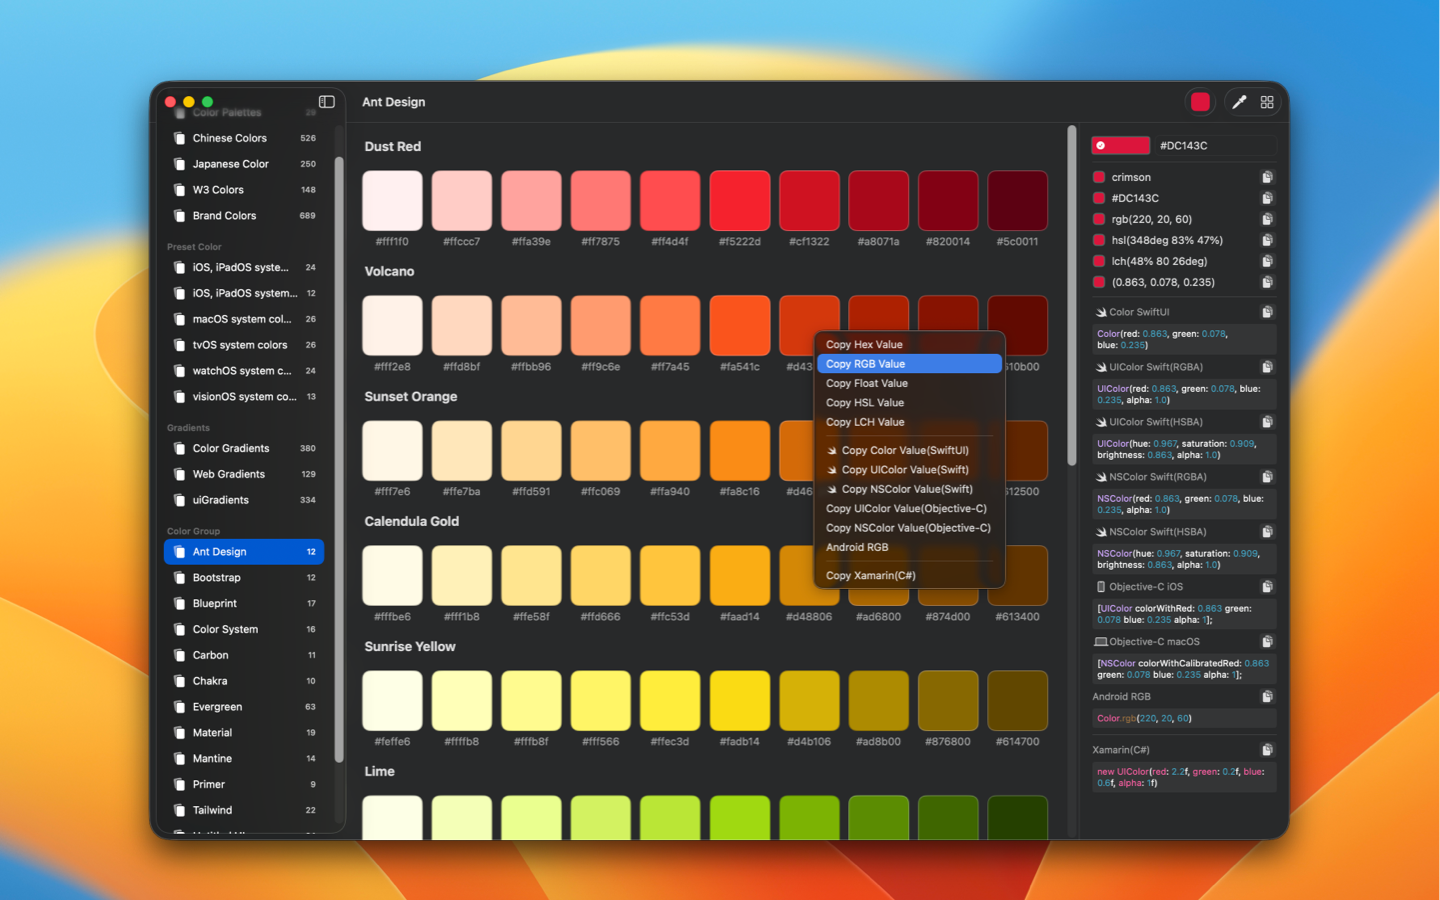 Color Palettes 29
Chinese Colors 526
Japanese Color 250
W3 Colors 148
Brand Colors 689
Preset Color
iOS, iPadOS syste... 24
iOS, iPadOS system... 12
macOS system col... 26
tvOS system colors 26
watchOS system c... 24
visionOS system co... 13
Gradients
Color Gradients 380
Web Gradients 129
uiGradients 334
Color Group
Ant Design 12
Bootstrap 12
Blueprint 17
Color System 16
Carbon 11
Chakra 10
Evergreen 63
Material 19
Mantine 14
Primer 9
Tailwind 22
Ant Design
Dust Red
#fff1f0 #ffccc7 #ffa39e #ff7875 #ff4d4f #f5222d #cf1322 #a8071a #820014 #5c0011
Volcano
#fff2e8 #ffd8bf #ffbb96 #ff9c6e #ff7a45 #fa541c #d43 610b00
Sunset Orange
#fff7e6 #ffe7ba #ffd591 #ffc069 #ffa940 #fa8c16 #d46 612500
Calendula Gold
#fffbe6 #fff1b8 #ffe58f #ffd666 #ffc53d #faad14 #d48806 #ad6800 #874d00 #613400
Sunrise Yellow
#feffe6 #ffffb8 #fffb8f #fff566 #ffec3d #fadb14 #d4b106 #ad8b00 #876800 #614700
Lime
Copy Hex Value
Copy RGB Value
Copy Float Value
Copy HSL Value
Copy LCH Value
Copy Color Value(SwiftUI)
Copy UIColor Value(Swift)
Copy NSColor Value(Swift)
Copy UIColor Value(Objective-C)
Copy NSColor Value(Objective-C)
Android RGB
Copy Xamarin(C#)
#DC143C
crimson
#DC143C
rgb(220, 20, 60)
hsl(348deg 83% 47%)
lch(48% 80 26deg)
(0.863, 0.078, 0.235)
Color SwiftUI
Color(red: 0.863, green: 0.078,
blue: 0.235)
UIColor Swift(RGBA)
UIColor(red: 0.863, green: 0.078, blue:
0.235, alpha: 1.0)
UIColor Swift(HSBA)
UIColor(hue: 0.967, saturation: 0.909,
brightness: 0.863, alpha: 1.0)
NSColor Swift(RGBA)
NSColor(red: 0.863, green: 0.078, blue:
0.235, alpha: 1.0)
NSColor Swift(HSBA)
NSColor(hue: 0.967, saturation: 0.909,
brightness: 0.863, alpha: 1.0)
Objective-C iOS
[UIColor colorWithRed: 0.863 green:
0.078 blue: 0.235 alpha: 1];
Objective-C macOS
[NSColor colorWithCalibratedRed: 0.863
green: 0.078 blue: 0.235 alpha: 1];
Android RGB
Color.rgb(220, 20, 60)
Xamarin(C#)
new UIColor(red: 2.2f, green: 0.2f, blue:
0.6f, alpha: 1f)